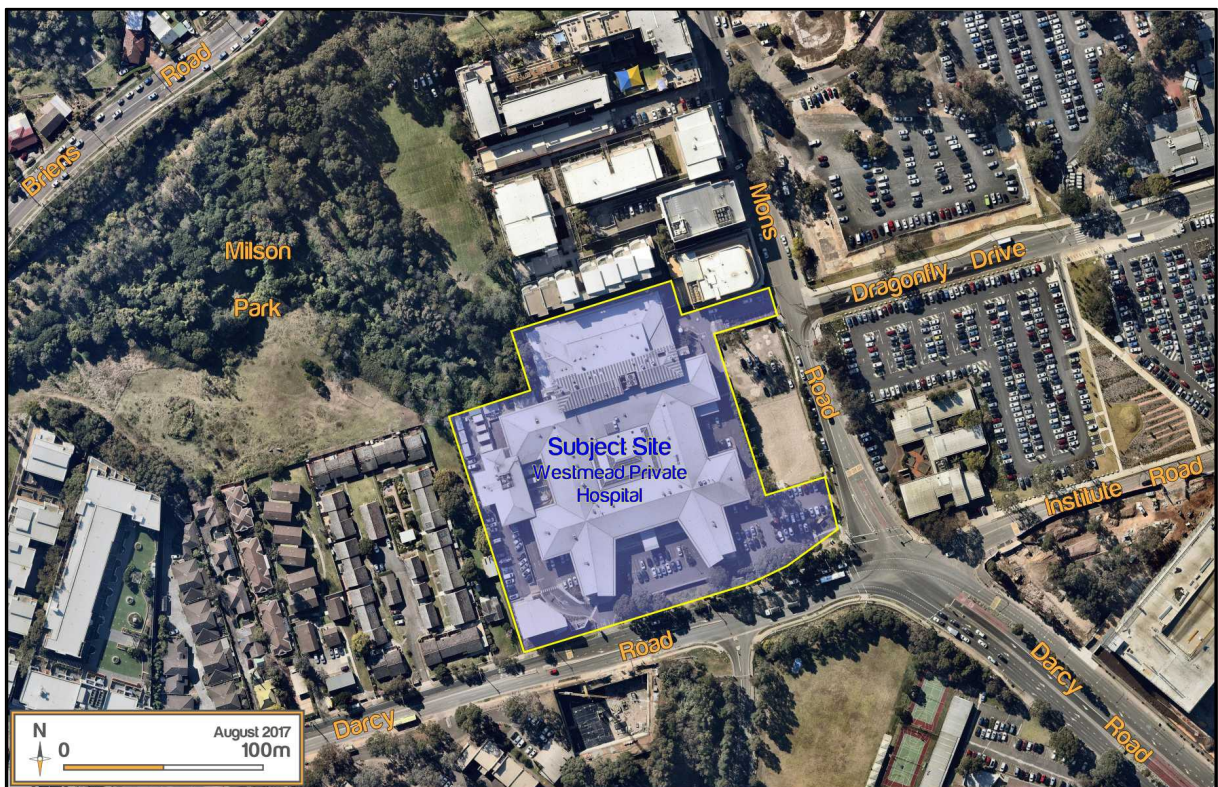 Briens
Road
Milson
Park
Mons
Road
Dragonfly Drive
Subject Site
Westmead Private
Hospital
Institute Road
Darcy
Road
Darcy
Road
N
August 2017
0
100m